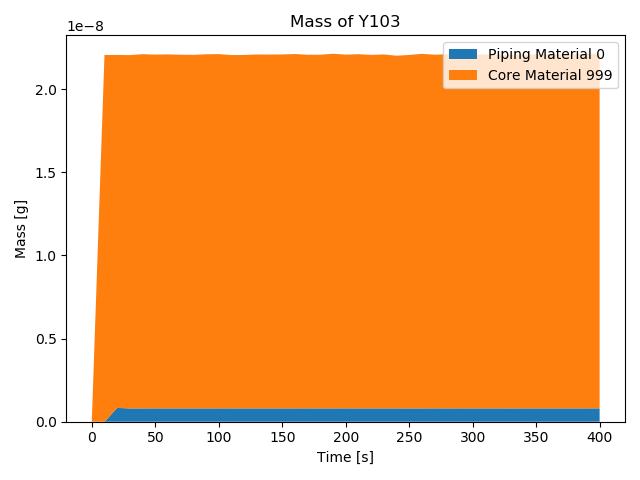 Mass of Y103
1e−8
Piping Material 0
Core Material 999
2.0
1.5
1.0
0.5
0.0
Mass [g]
0 50 100 150 200 250 300 350 400
Time [s]